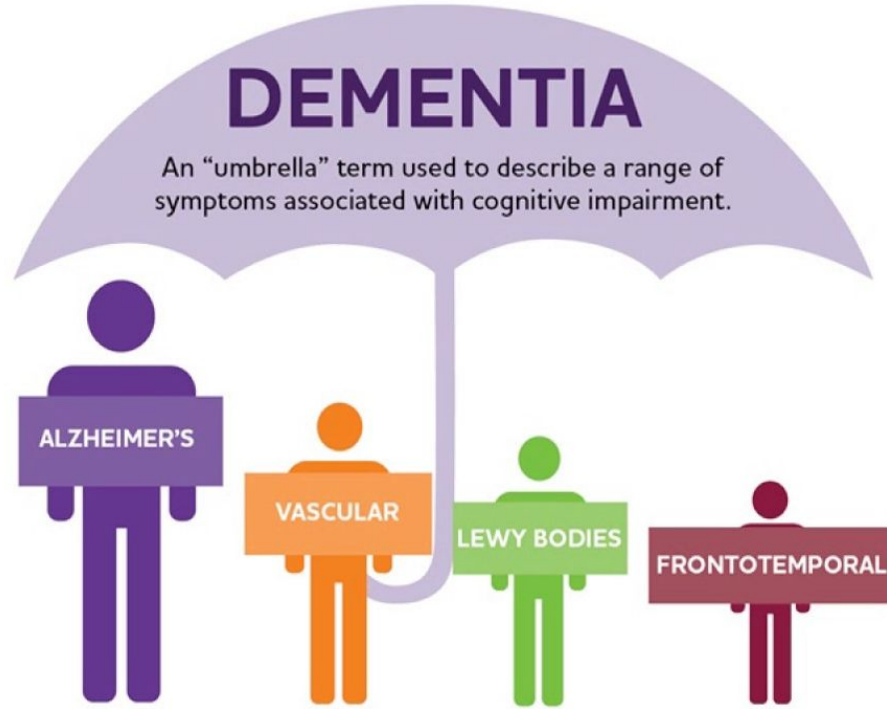 DEMENTIA
An “umbrella” term used to describe a range of
symptoms associated with cognitive impairment.
ALZHEIMER’S
VASCULAR
LEWY BODIES
FRONTOTEMPORAL